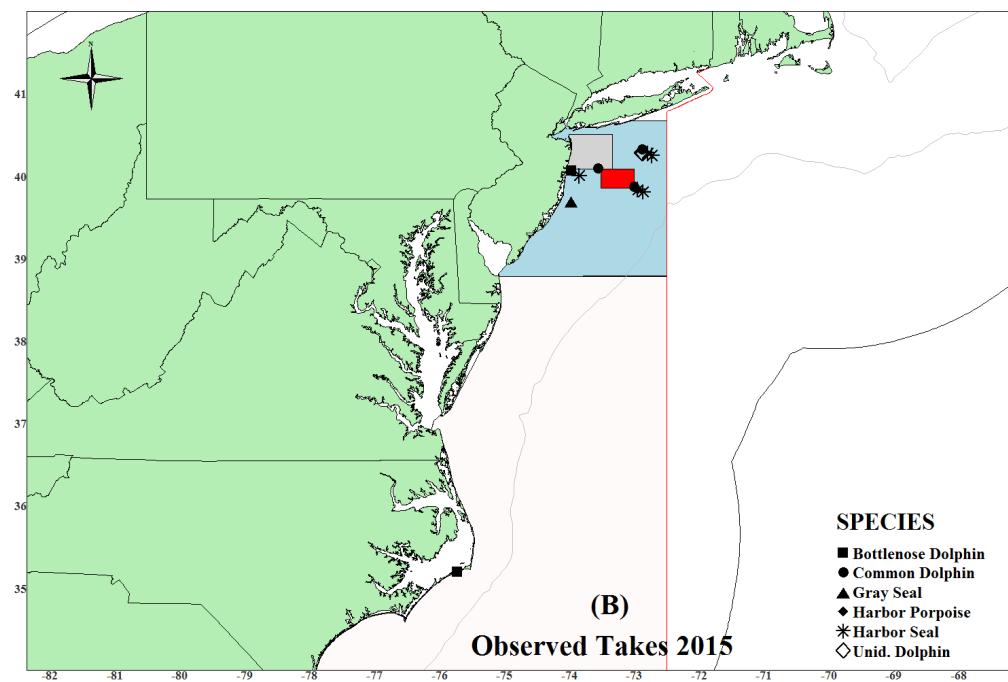 N
41
40
39
38
37
36
35
SPECIES
Bottlenose Dolphin
Common Dolphin
Gray Seal
Harbor Porpoise
Harbor Seal
Unid. Dolphin
(B)
Observed Takes 2015
-82 -81 -80 -79 -78 -77 -76 -75 -74 -73 -72 -71 -70 -69 -68